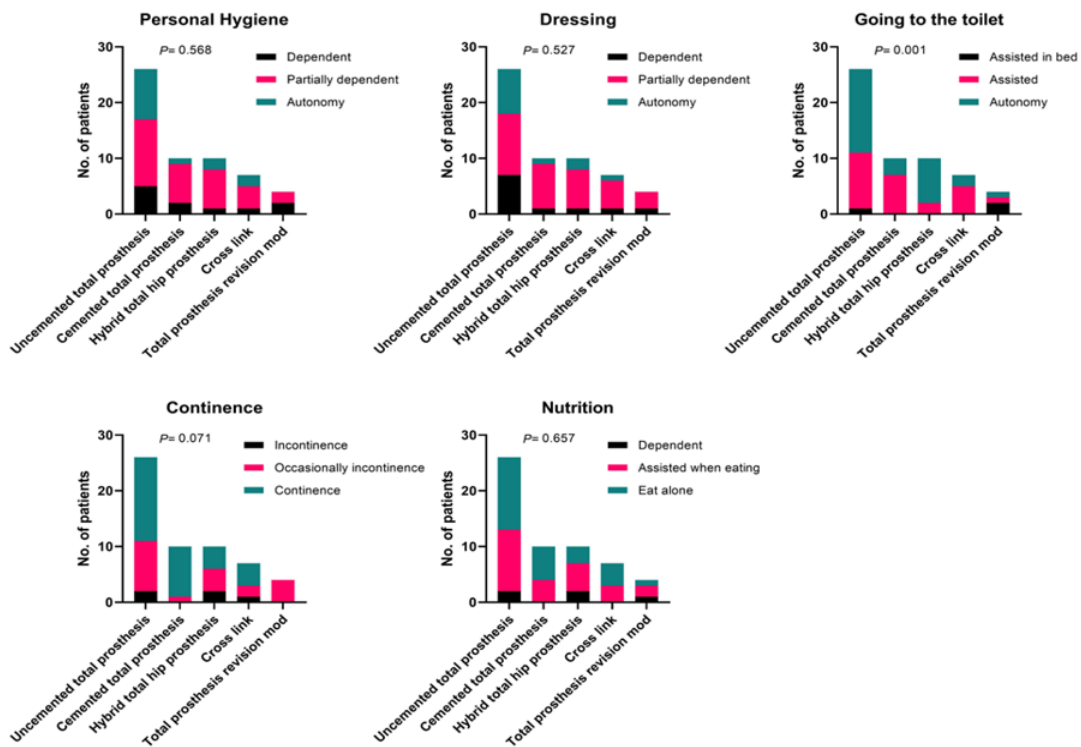 Personal Hygiene
P= 0.568
Dependent
Partially dependent
Autonomy
No. of patients
30
20
10
0
Uncemented total prosthesis
Cemented total prosthesis
Hybrid total hip prosthesis
Cross link
Total prosthesis revision mod
Dressing
P= 0.527
Dependent
Partially dependent
Autonomy
No. of patients
30
20
10
0
Uncemented total prosthesis
Cemented total prosthesis
Hybrid total hip prosthesis
Cross link
Total prosthesis revision mod
Going to the toilet
P= 0.001
Assisted in bed
Assisted
Autonomy
No. of patients
30
20
10
0
Uncemented total prosthesis
Cemented total prosthesis
Hybrid total hip prosthesis
Cross link
Total prosthesis revision mod
Continence
P= 0.071
Incontinence
Occasionally incontinence
Continence
No. of patients
30
20
10
0
Uncemented total prosthesis
Cemented total prosthesis
Hybrid total hip prosthesis
Cross link
Total prosthesis revision mod
Nutrition
P= 0.657
Dependent
Assisted when eating
Eat alone
No. of patients
30
20
10
0
Uncemented total prosthesis
Cemented total prosthesis
Hybrid total hip prosthesis
Cross link
Total prosthesis revision mod